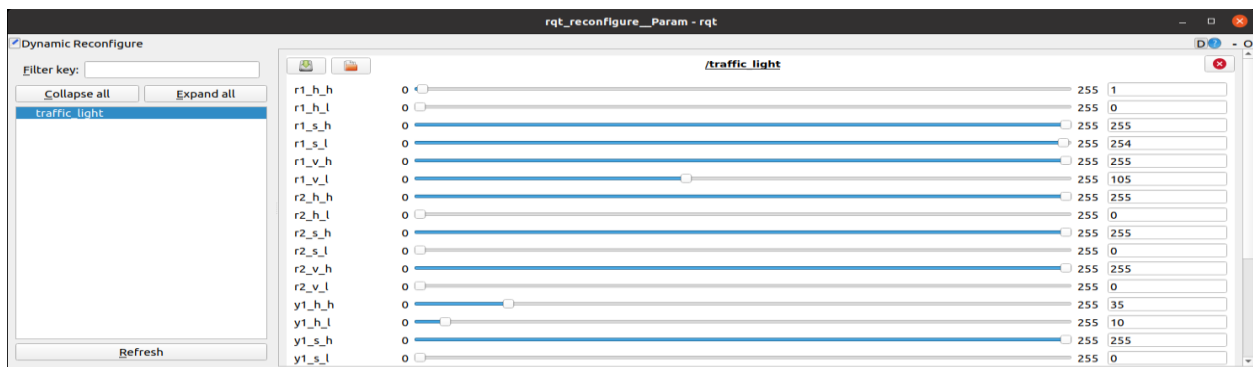 rqt_reconfigure__Param - rqt
Dynamic Reconfigure
D ? - O
Filter key:
Collapse all Expand all
traffic_light
Refresh
/traffic_light
r1_h_h 0 255 1
r1_h_l 0 255 0
r1_s_h 0 255 255
r1_s_l 0 255 254
r1_v_h 0 255 255
r1_v_l 0 255 105
r2_h_h 0 255 255
r2_h_l 0 255 0
r2_s_h 0 255 255
r2_s_l 0 255 0
r2_v_h 0 255 255
r2_v_l 0 255 0
y1_h_h 0 255 35
y1_h_l 0 255 10
y1_s_h 0 255 255
y1_s_l 0 255 0